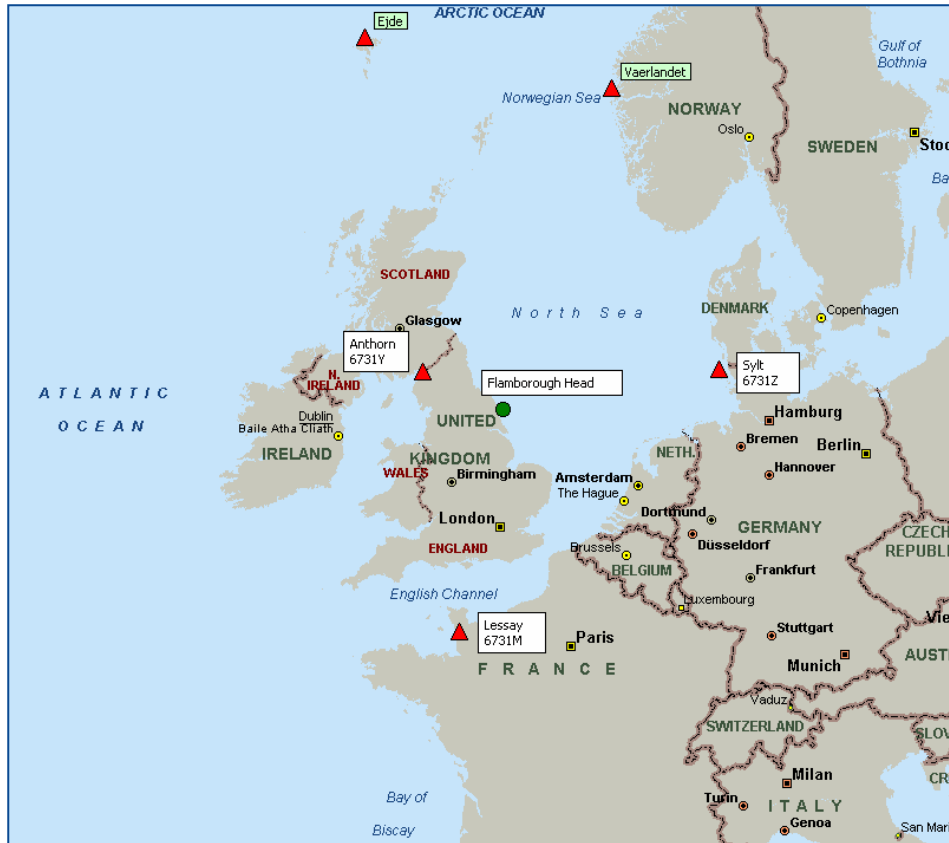 ARCTIC OCEAN
Ejde
Gulf of
Bothnia
Vaerlandet
Norwegian Sea
NORWAY
Oslo
SWEDEN
Stoc
Ba
SCOTLAND
North Sea
DENMARK
Copenhagen
Glasgow
Anthorn
6731Y
Sylt
6731Z
N.
IRELAND
Flamborough Head
ATLANTIC
OCEAN
Dublin
Baile Atha Cliath
IRELAND
UNITED
KINGDOM
WALES
Birmingham
Hamburg
Bremen
Berlin
NETH.
Hannover
Amsterdam
The Hague
Dortmund
London
GERMANY
Düsseldorf
CZECH
REPUBLIC
ENGLAND
Brussels
BELGIUM
Frankfurt
English Channel
Luxembourg
Lessay
6731M
Paris
Stuttgart
Vie
FRANCE
Munich
AUST
Vaduz
SWITZERLAND
SLOV
CR
Milan
Bay of
Biscay
Turin
ITALY
Genoa
San Mari